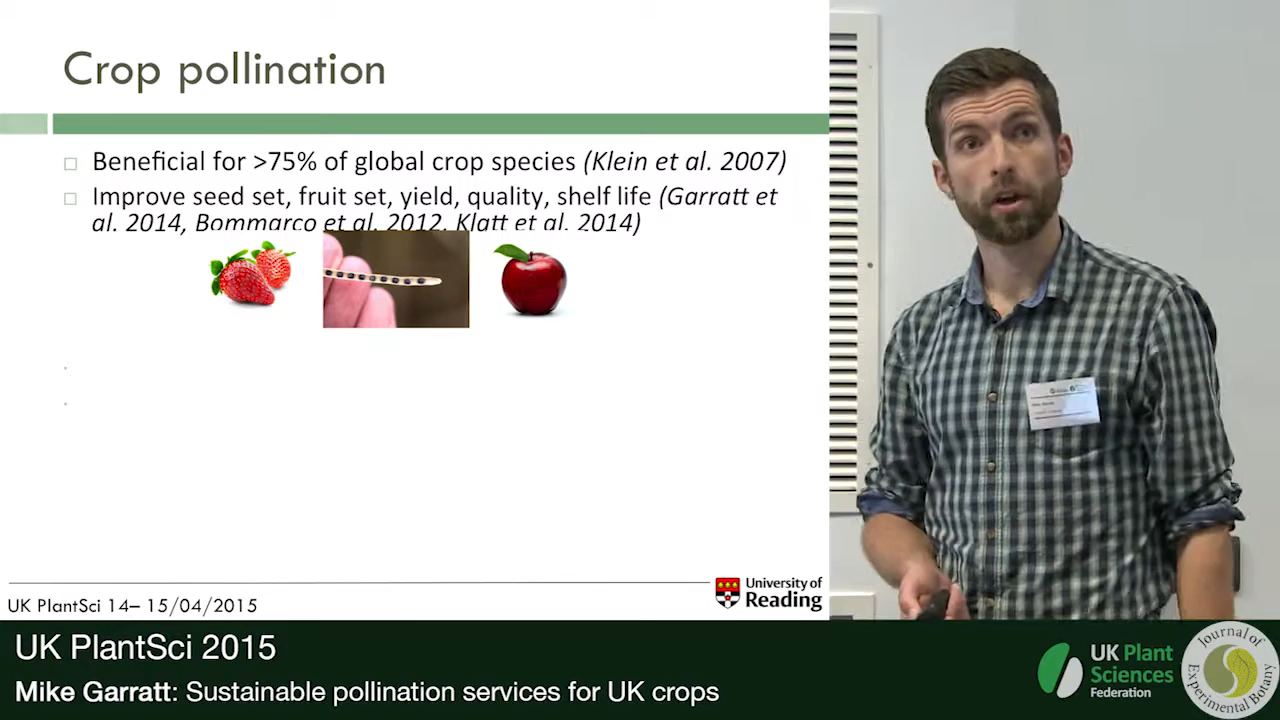 Crop pollination
Beneficial for >75% of global crop species (Klein et al. 2007)
Improve seed set, fruit set, yield, quality, shelf life (Garratt et
al. 2014, Bommarco et al. 2012, Klatt et al. 2014)
UK PlantSci 14– 15/04/2015
University of
Reading
UK PlantSci 2015
Mike Garratt: Sustainable pollination services for UK crops
UK Plant
Sciences
Federation
Journal of
Experimental Botany